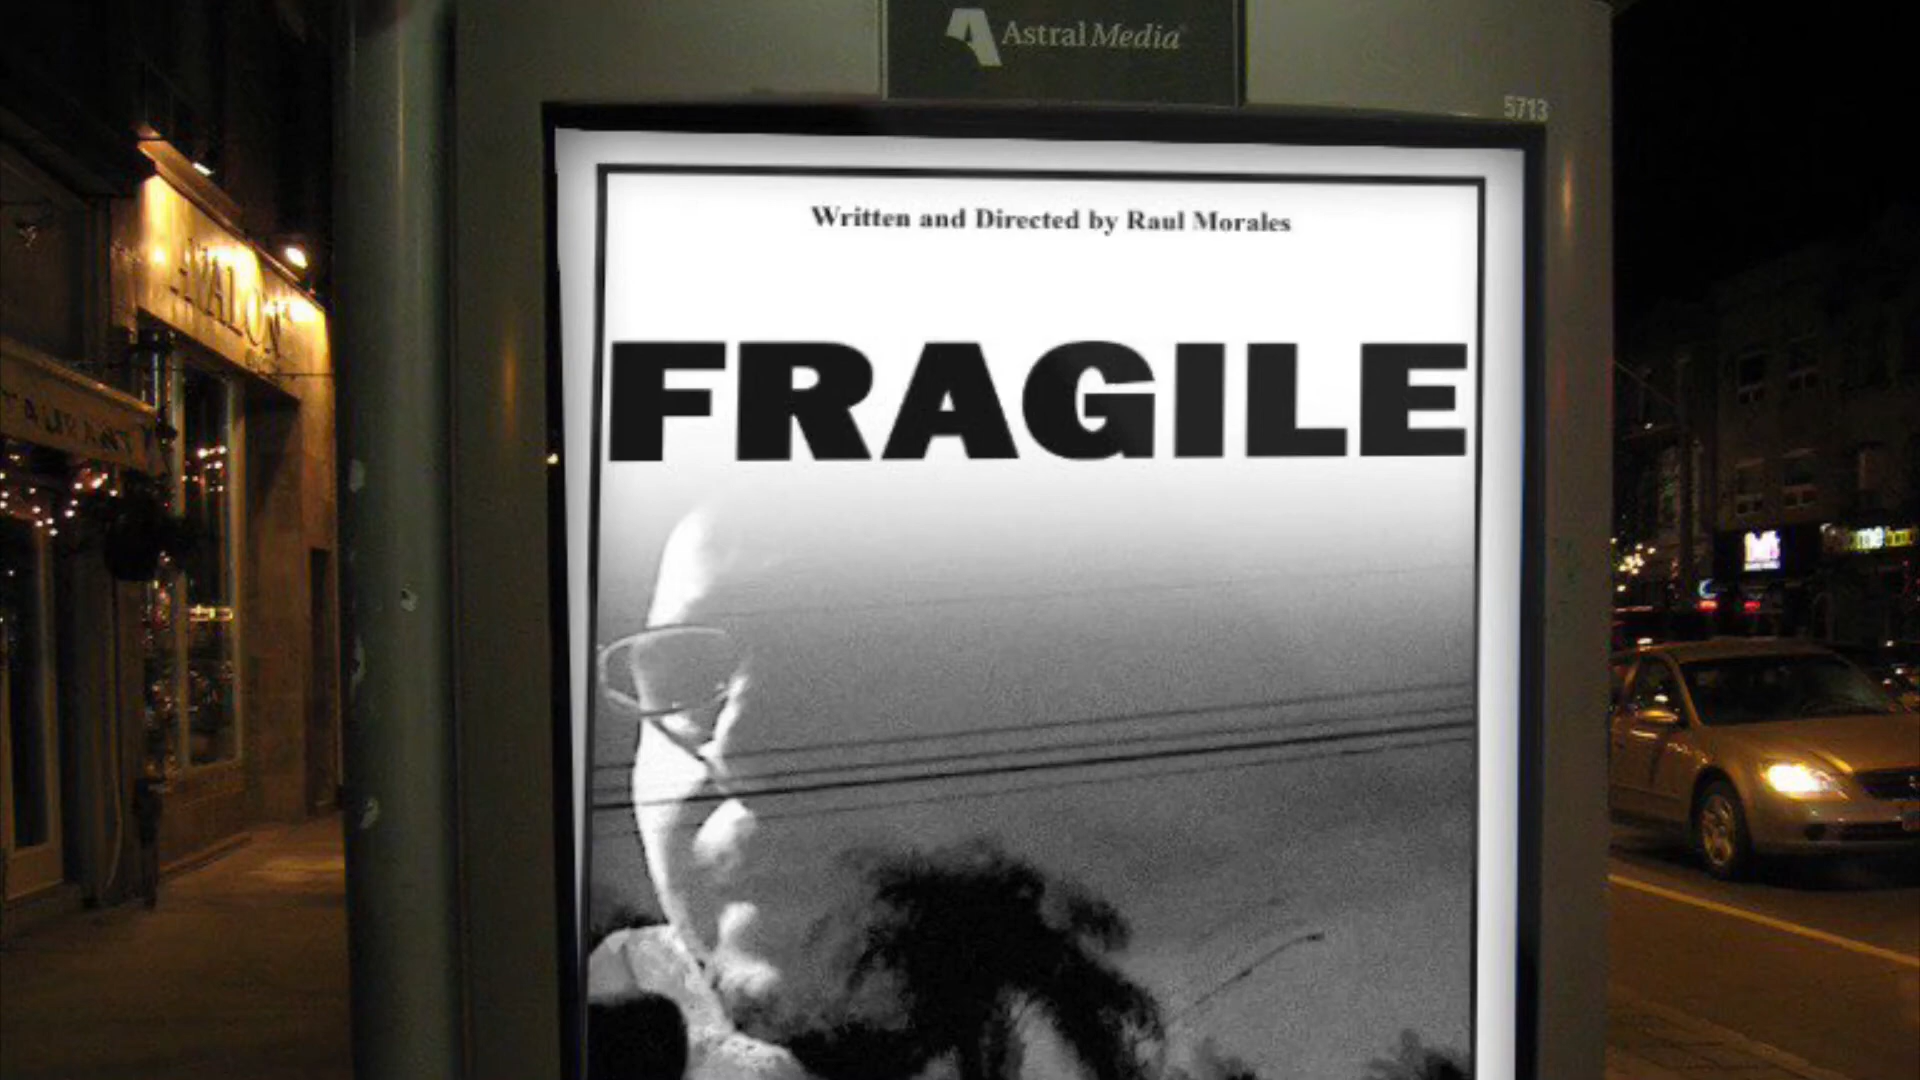 Astral Media
5713
Written and Directed by Raul Morales
FRAGILE
AVALON